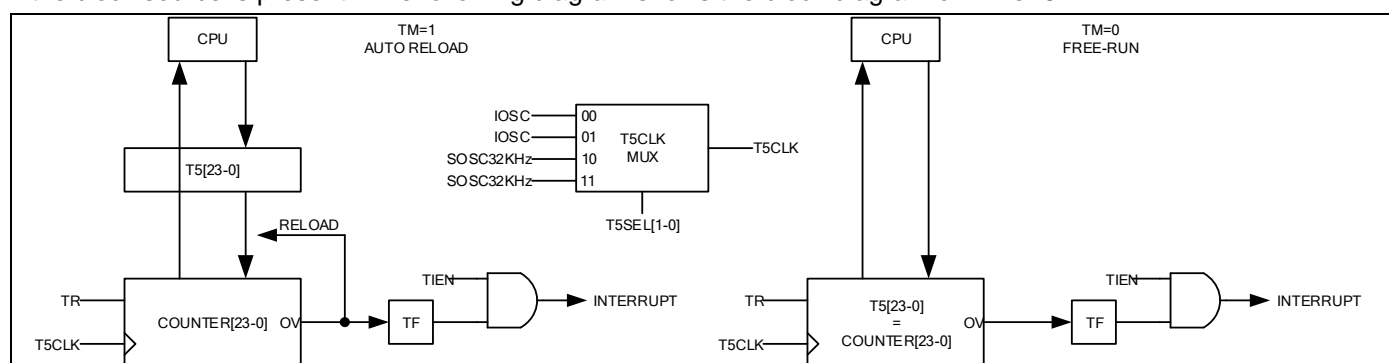 CPU
TM=1
AUTO RELOAD
CPU
TM=0
FREE-RUN
IOSC
00
IOSC
01
SOSC32KHz
10
SOSC32KHz
11
T5CLK
MUX
T5CLK
T5SEL[1-0]
T5[23-0]
RELOAD
TR
T5CLK
COUNTER[23-0]
OV
TF
TIEN
INTERRUPT
TR
T5CLK
T5[23-0]
=
COUNTER[23-0]
OV
TF
TIEN
INTERRUPT